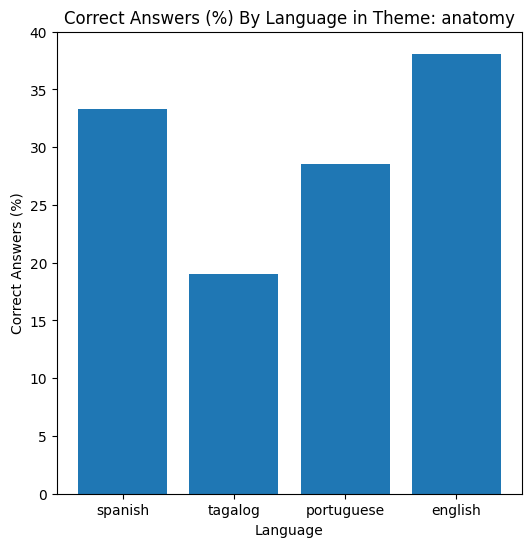 Correct Answers (%) By Language in Theme: anatomy
Correct Answers (%)
40
35
30
25
20
15
10
5
0
spanish tagalog portuguese english
Language